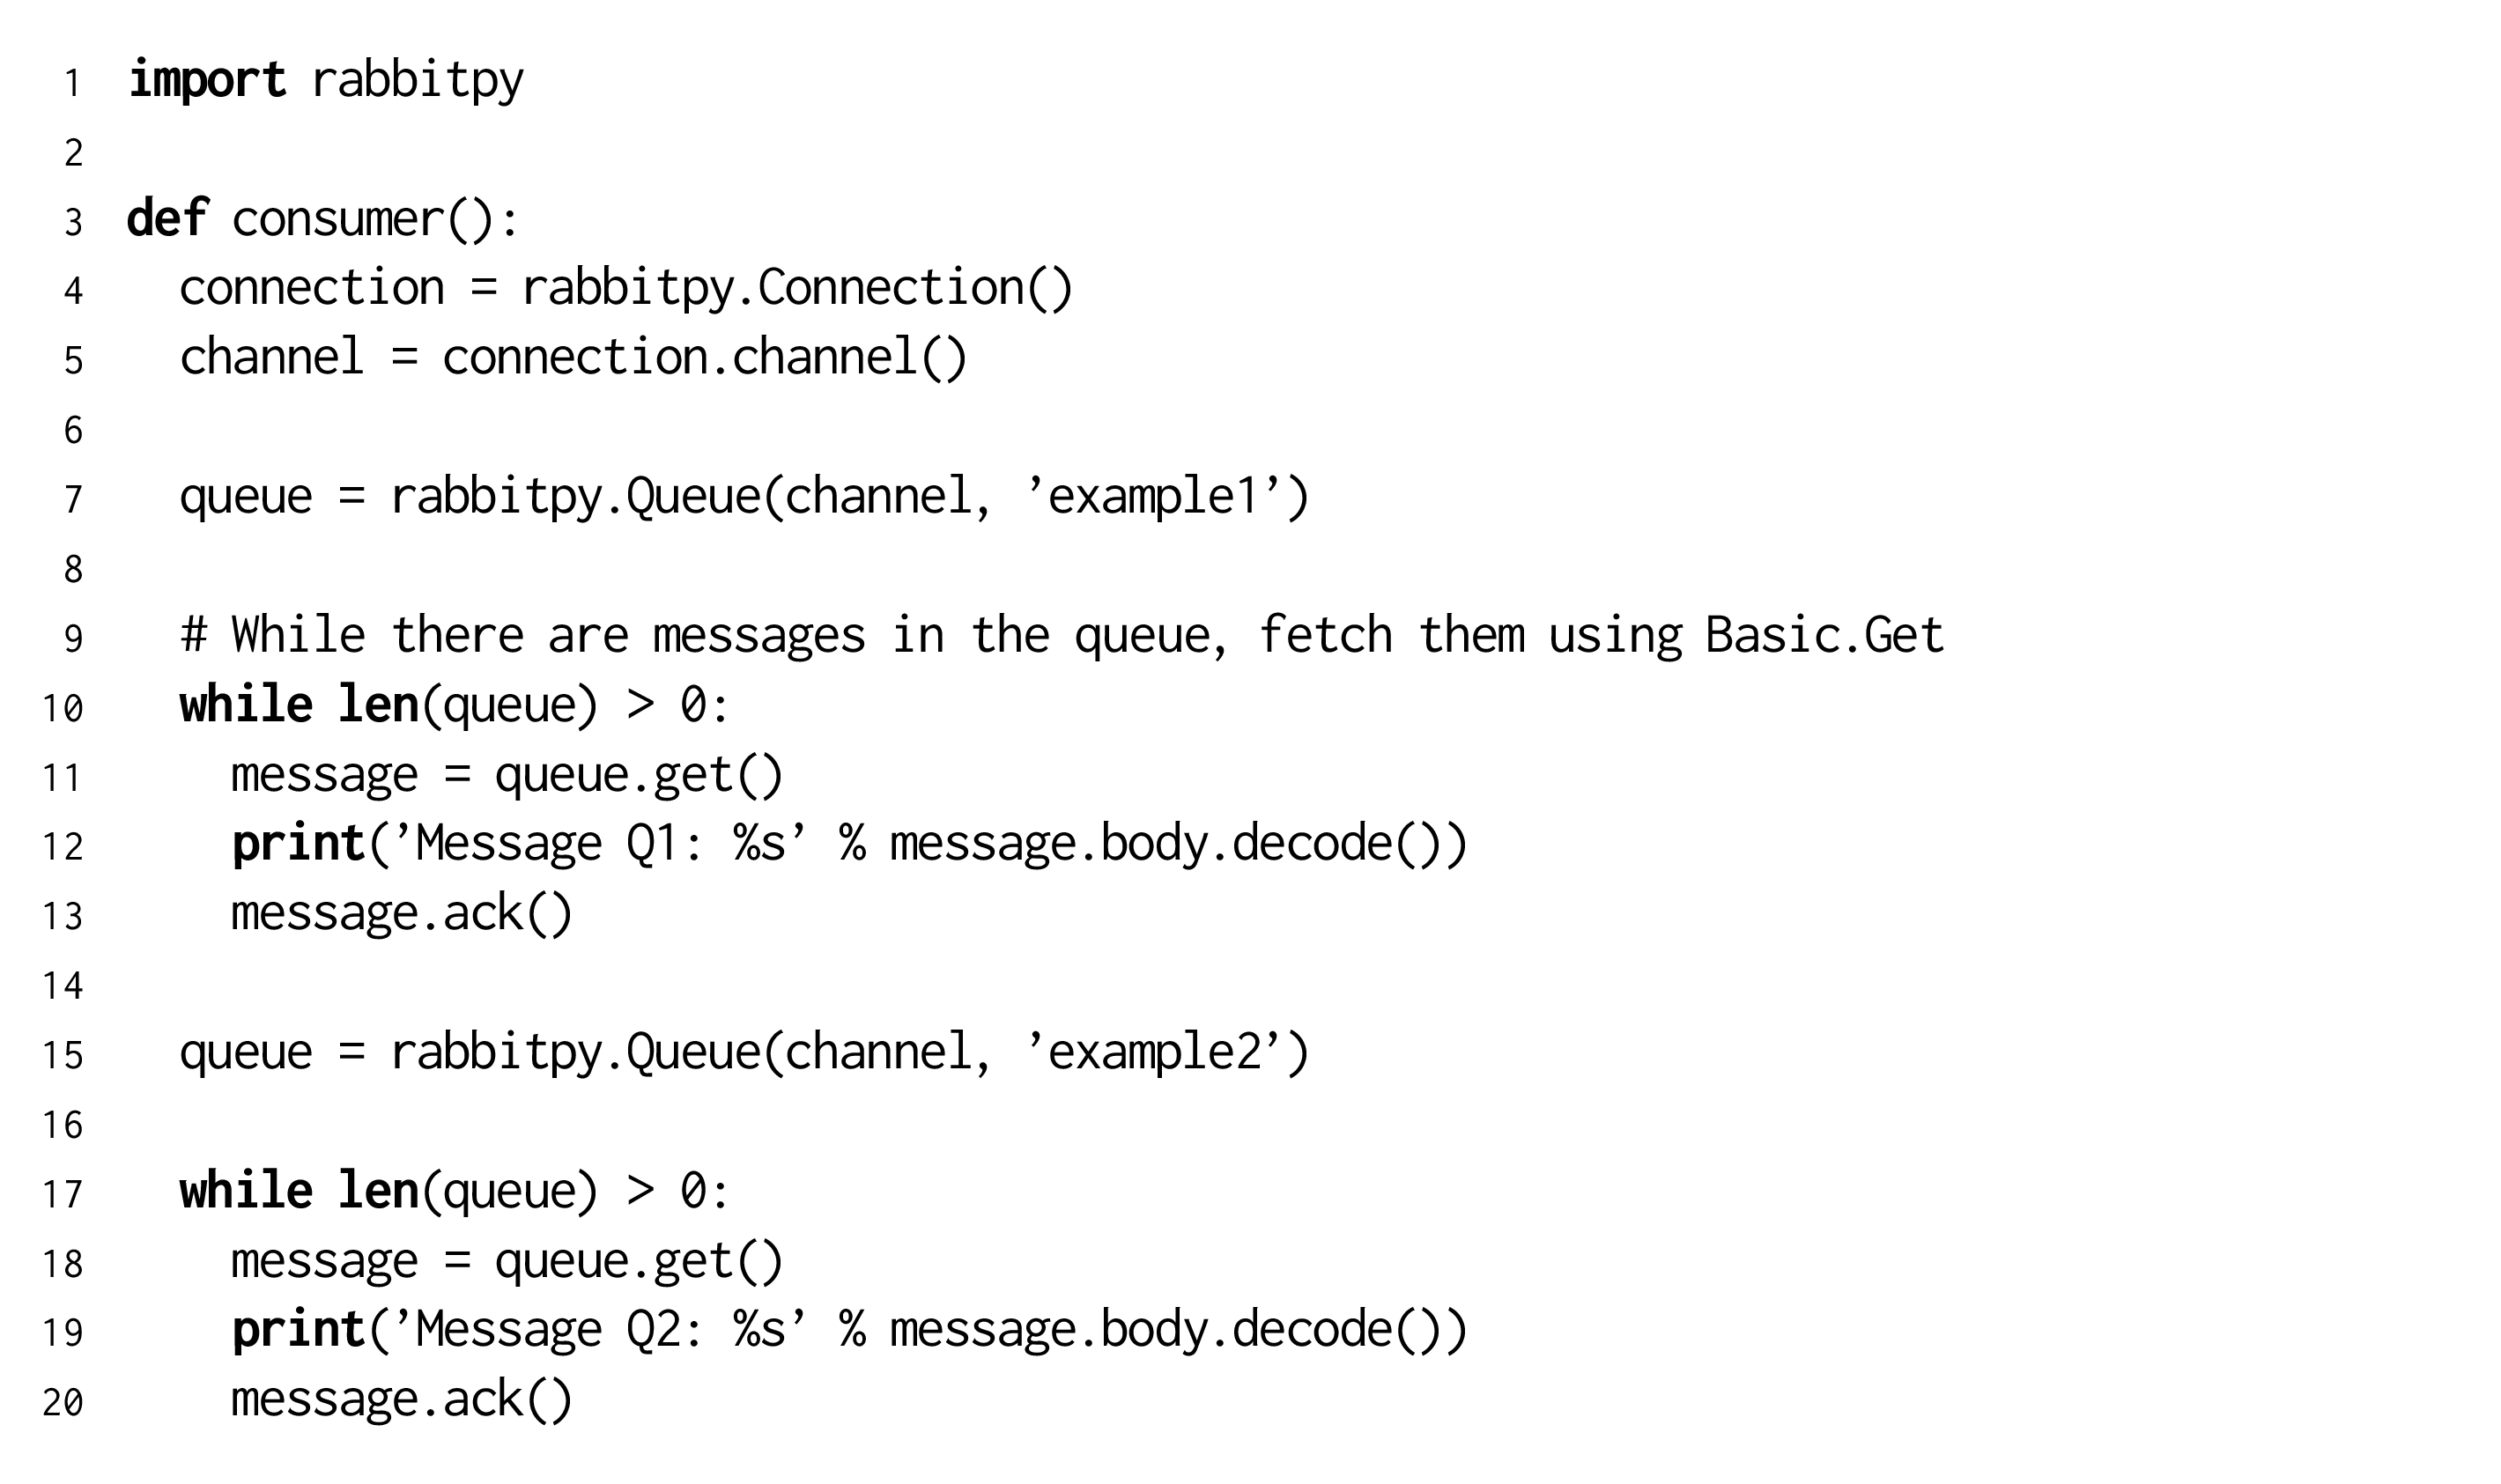 1 import rabbitpy
2
3 def consumer():
4   connection = rabbitpy.Connection()
5   channel = connection.channel()
6
7   queue = rabbitpy.Queue(channel, ’example1’)
8
9   # While there are messages in the queue, fetch them using Basic.Get
10   while len(queue) > 0:
11     message = queue.get()
12     print(’Message Q1: %s’ % message.body.decode())
13     message.ack()
14
15   queue = rabbitpy.Queue(channel, ’example2’)
16
17   while len(queue) > 0:
18     message = queue.get()
19     print(’Message Q2: %s’ % message.body.decode())
20     message.ack()